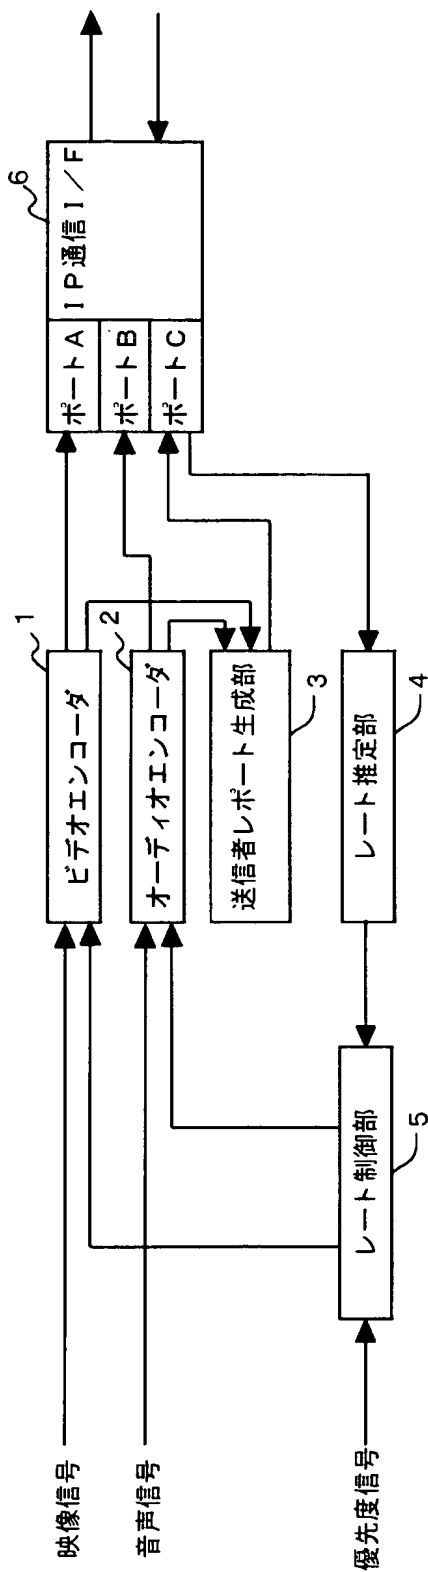 映像信号
音声信号
優先度信号
1
ビデオエンコーダ
2
オーディオエンコーダ
送信者レポート生成部
3
レート推定部
4
レート制御部
5
6
ポートA
ポートB
ポートC
IP通信I/F